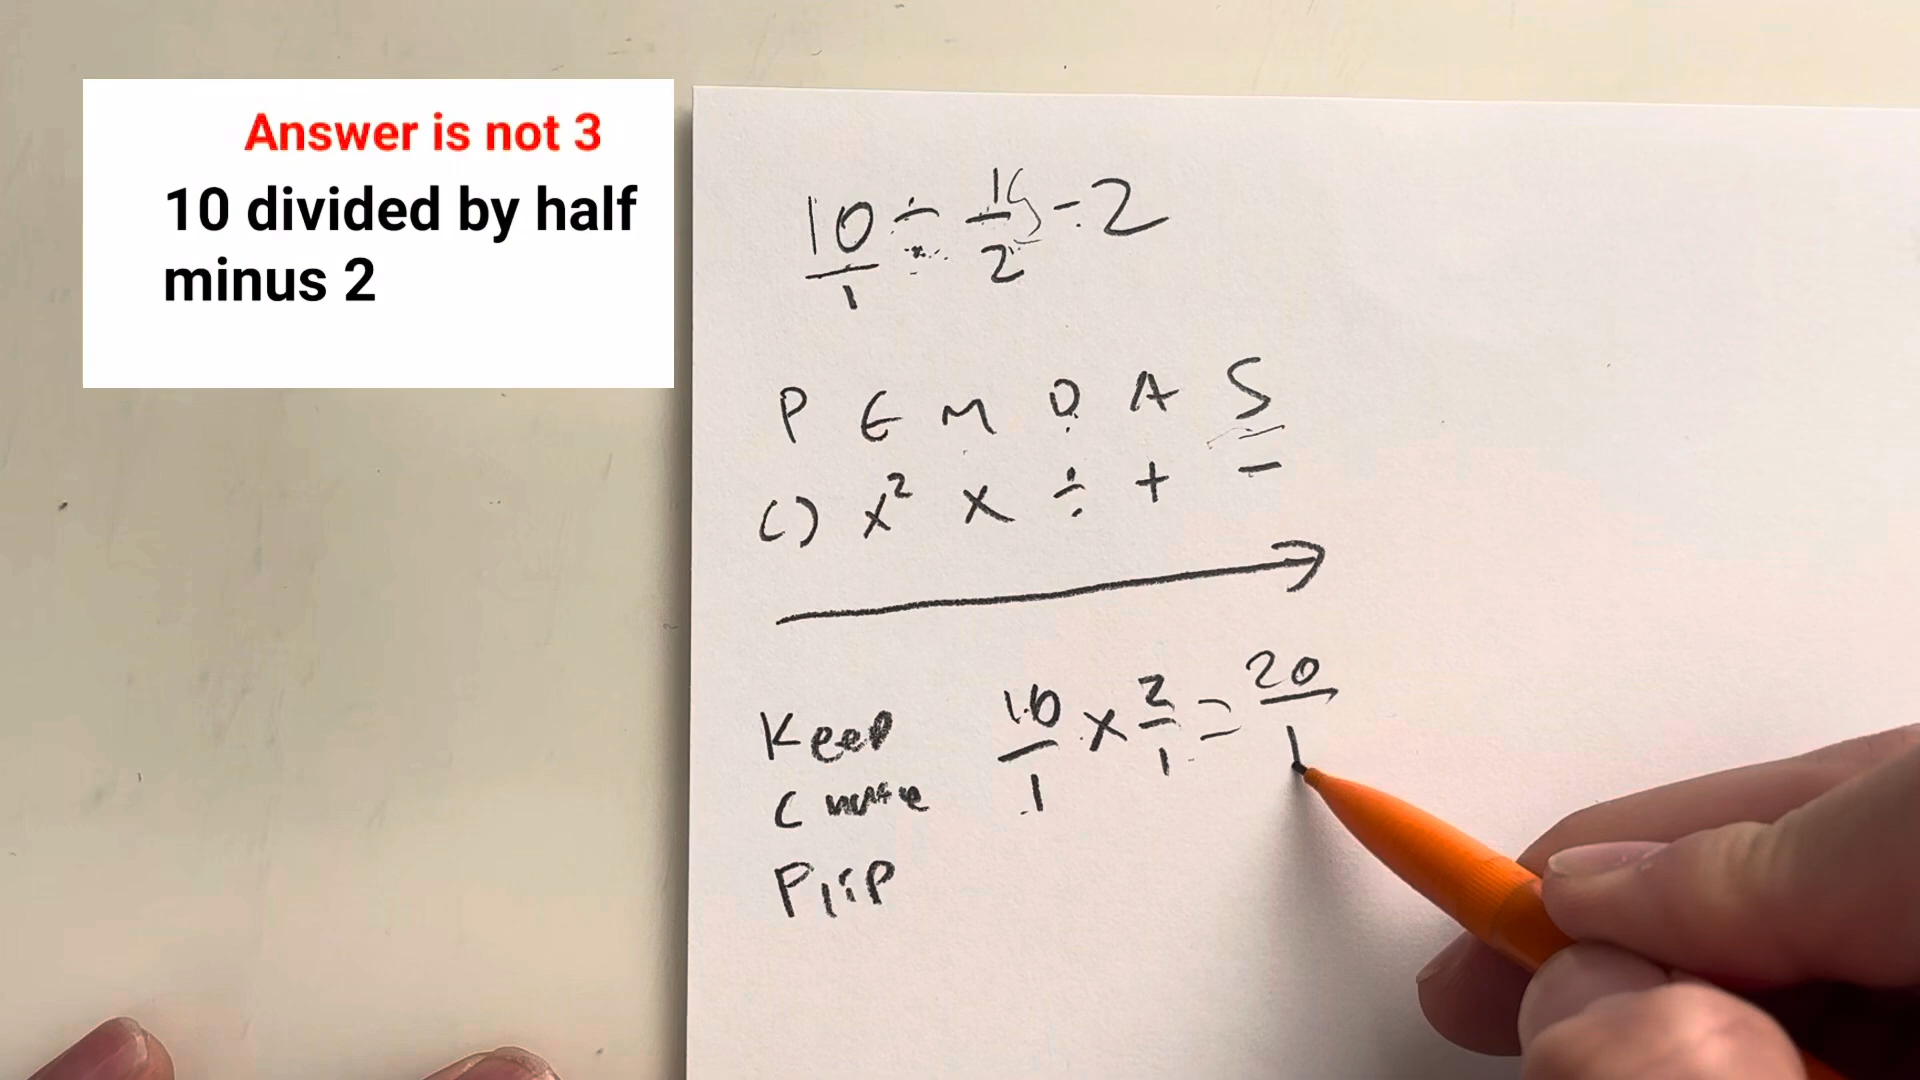 Answer is not 3
10 divided by half
minus 2
10/1 ÷ 1/2 - 2
P E M D A S
( ) x² x ÷ + -
Keep 10/1 x 2/1 = 20/1
Flip